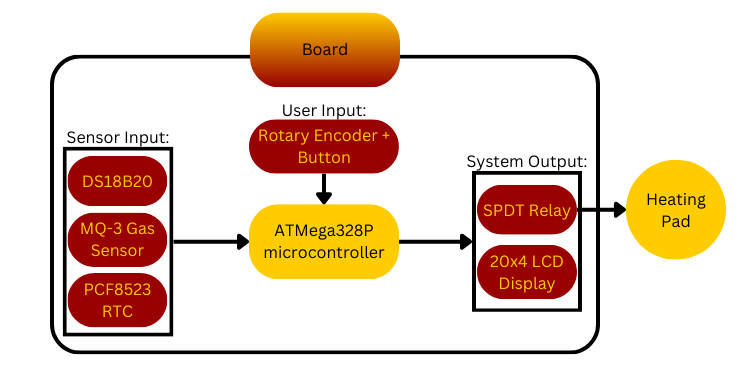 Board
User Input:
Rotary Encoder +
Button
Sensor Input:
DS18B20
MQ-3 Gas
Sensor
PCF8523
RTC
ATMega328P
microcontroller
System Output:
SPDT Relay
20x4 LCD
Display
Heating
Pad